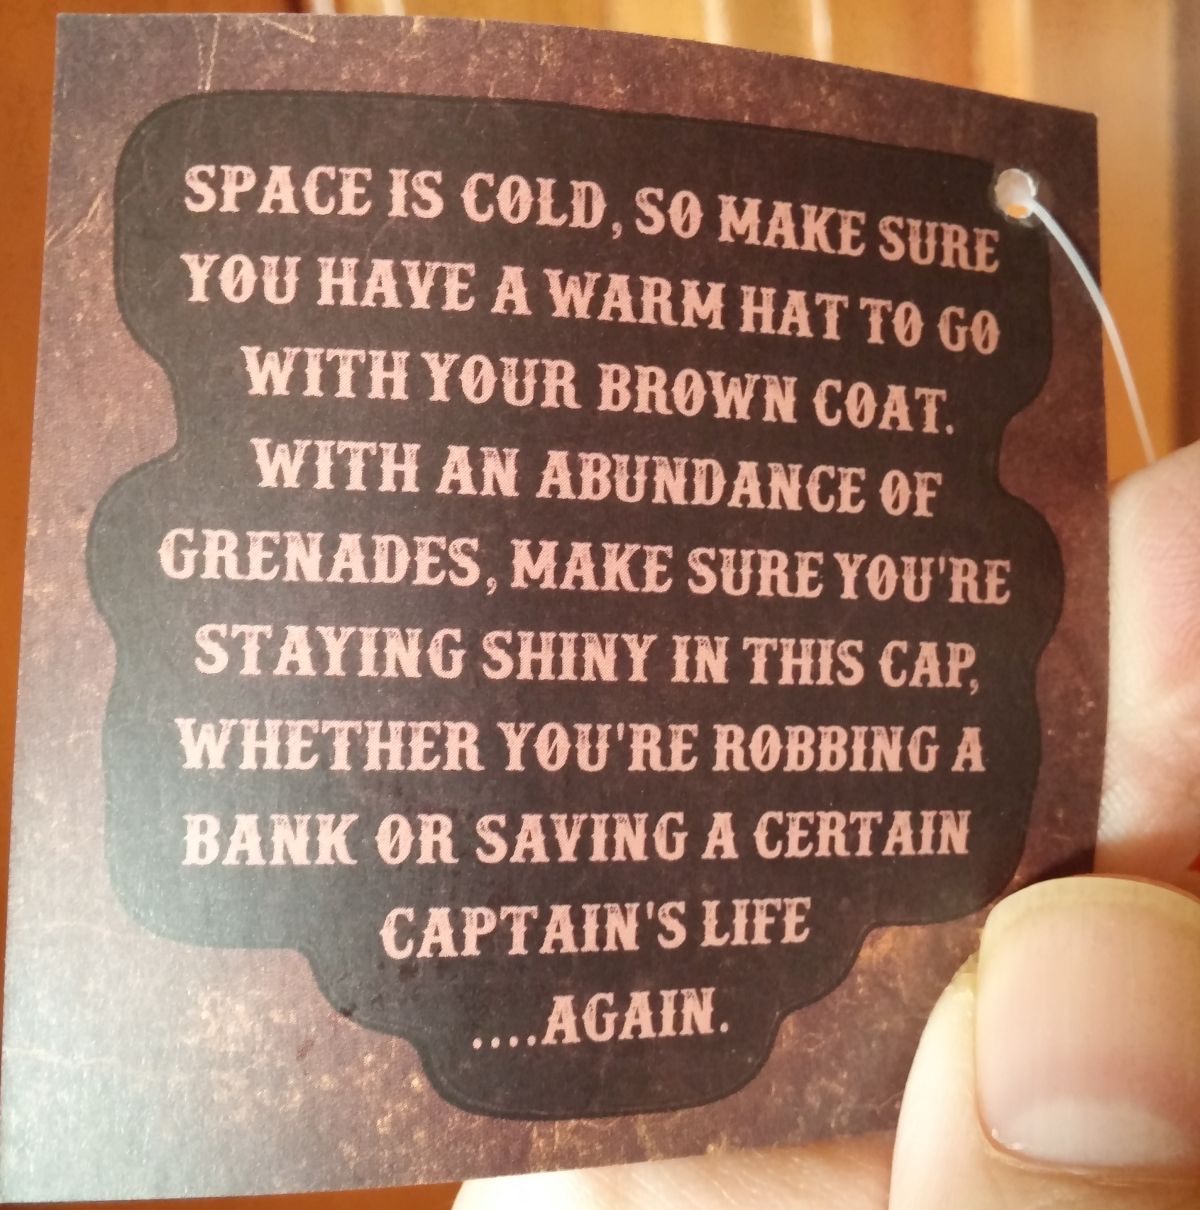 SPACE IS COLD, SO MAKE SURE
YOU HAVE A WARM HAT TO GO
WITH YOUR BROWN COAT.
WITH AN ABUNDANCE OF
GRENADES, MAKE SURE YOU'RE
STAYING SHINY IN THIS CAP,
WHETHER YOU'RE ROBBING A
BANK OR SAVING A CERTAIN
CAPTAIN'S LIFE
....AGAIN.